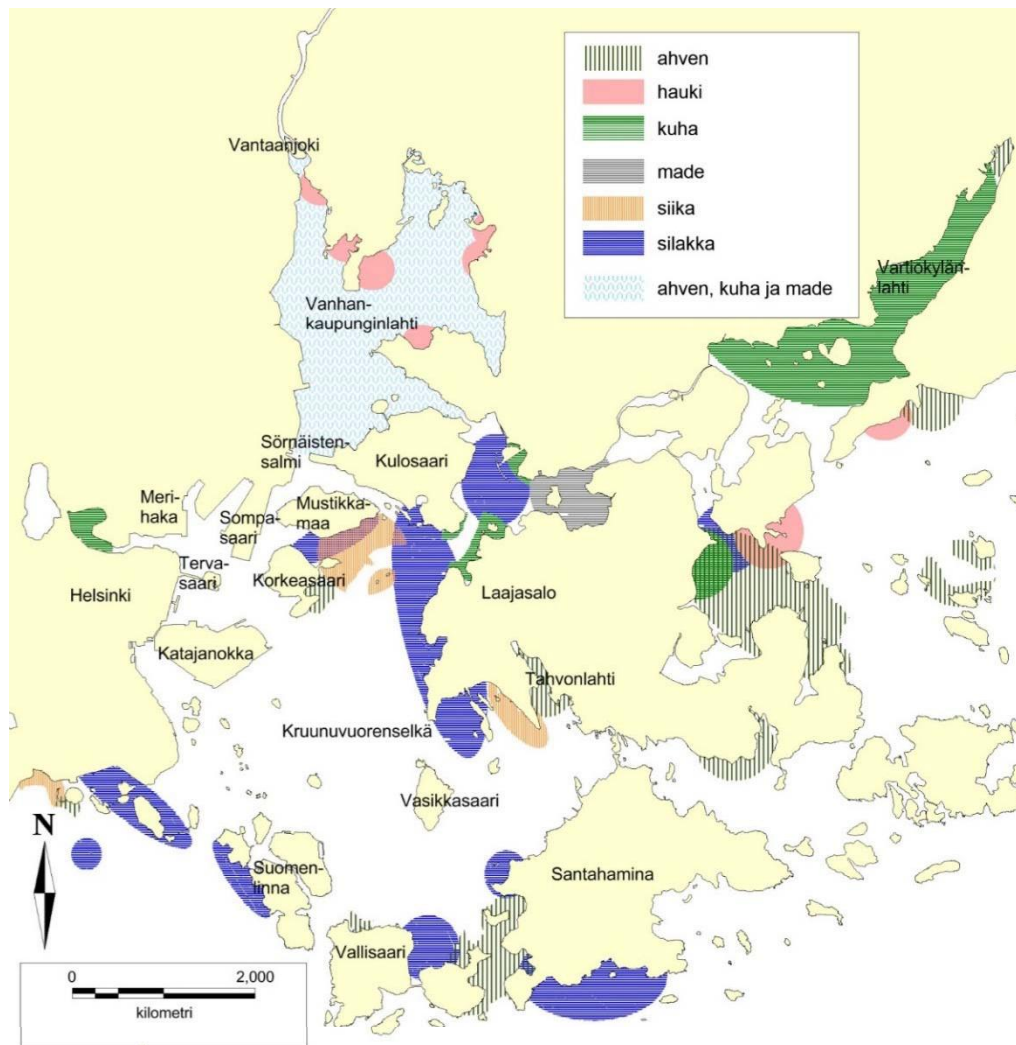 ahven
hauki
kuha
made
siika
silakka
ahven, kuha ja made
Vantaanjoki
Vartiokylän-
lahti
Vanhan-
kaupunginlahti
Sörnäisten-
salmi
Kulosaari
Meri-
haka
Sompa-
saari
Mustikka-
maa
Terva-
saari
Korkeasaari
Helsinki
Laajasalo
Katajanokka
Tahvonlahti
Kruunuvuorenselkä
Vasikkasaari
Suomen-
linna
Santahamina
Vallisaari
N
0 2,000
kilometri